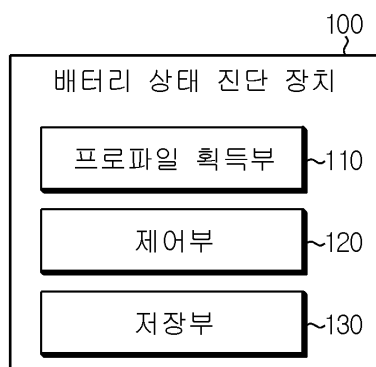 100
배터리 상태 진단 장치
프로파일 획득부 110
제어부 120
저장부 130